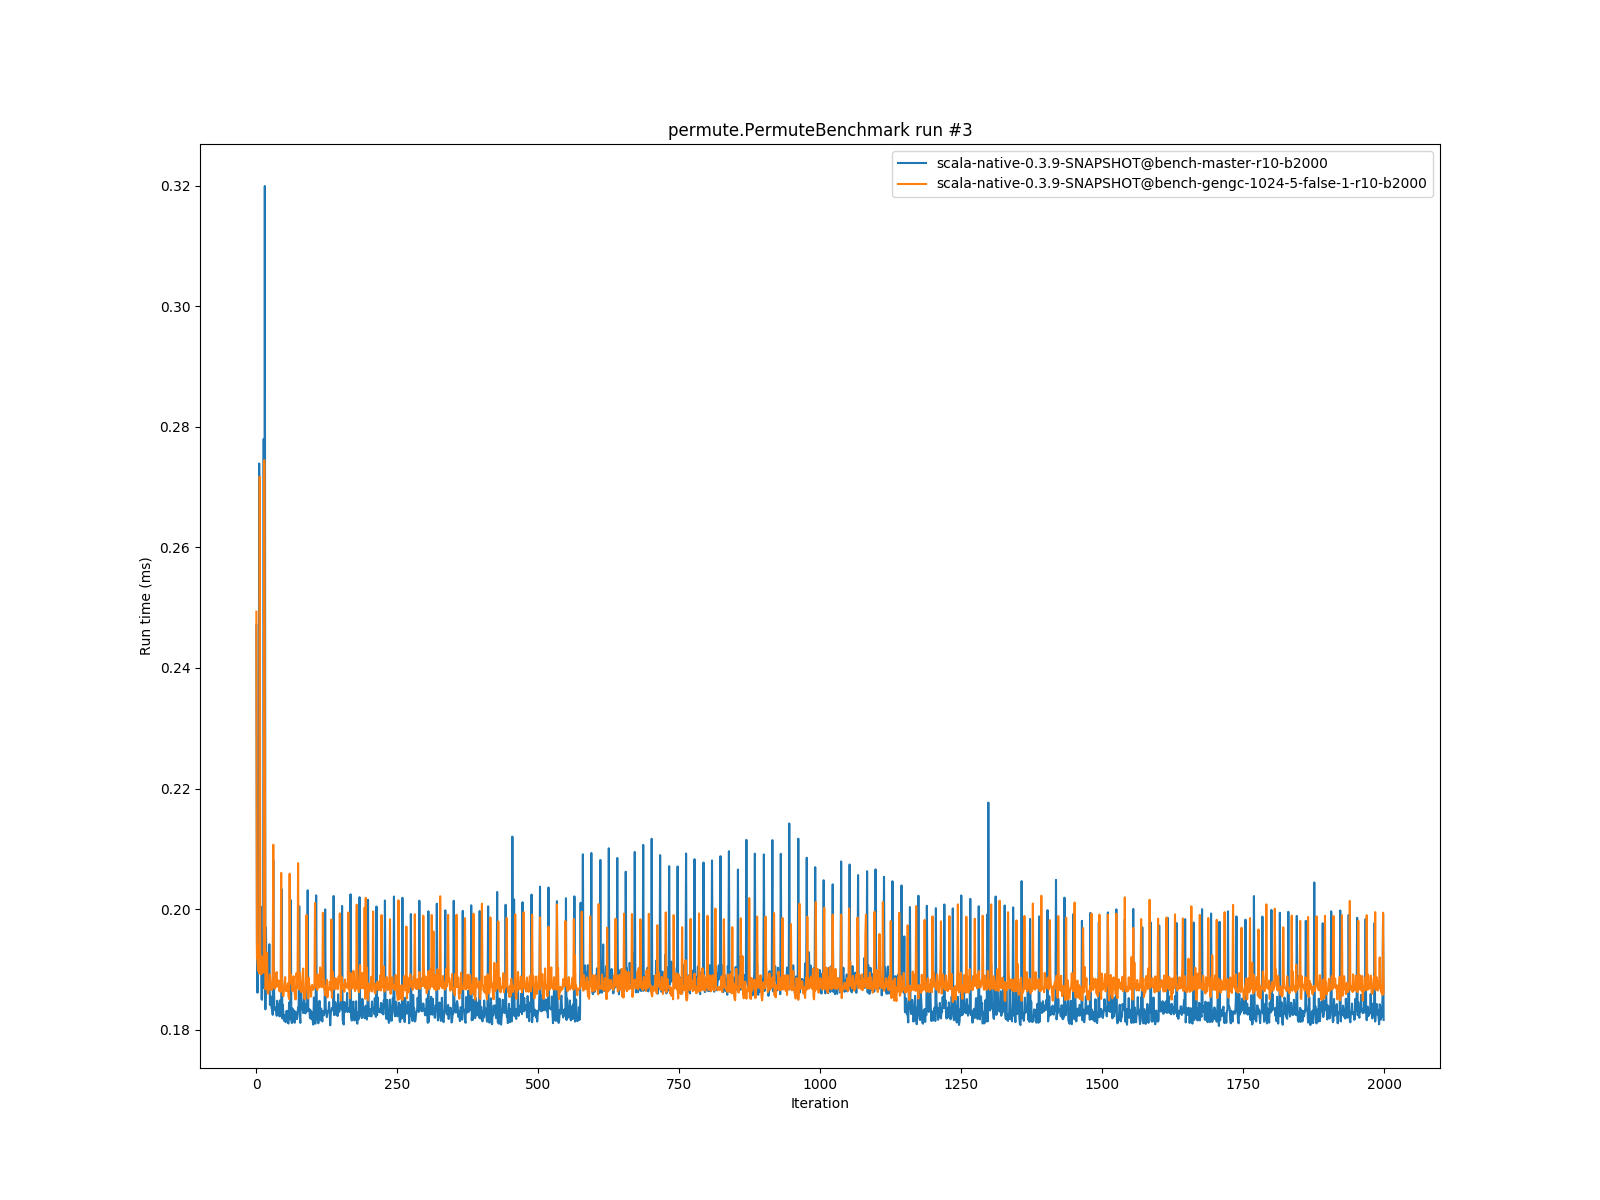 permute.PermuteBenchmark run #3
scala-native-0.3.9-SNAPSHOT@bench-master-r10-b2000
scala-native-0.3.9-SNAPSHOT@bench-gengc-1024-5-false-1-r10-b2000
0.32
0.30
0.28
0.26
0.24
0.22
0.20
0.18
Run time (ms)
0 250 500 750 1000 1250 1500 1750 2000
Iteration